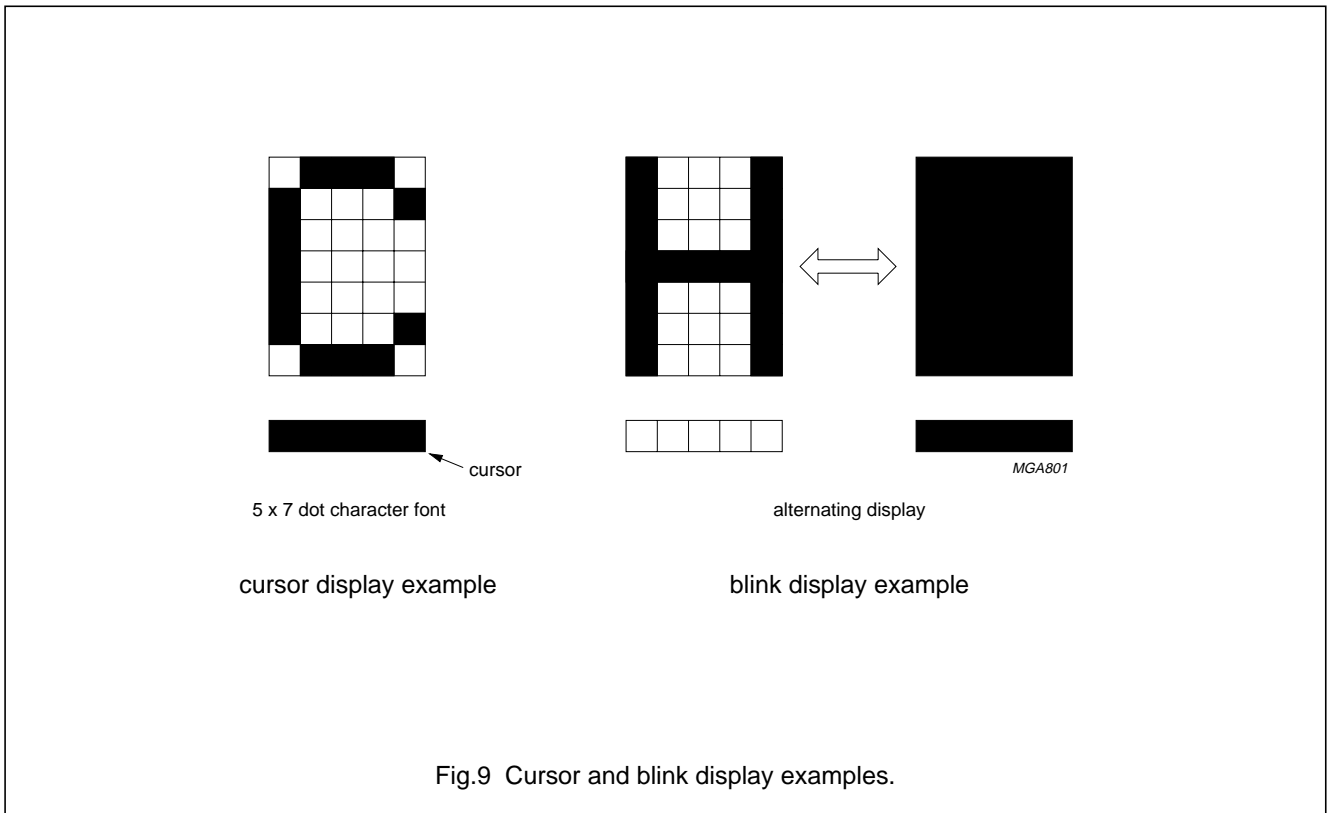 cursor
MGA801
5 x 7 dot character font
alternating display
cursor display example
blink display example
Fig.9 Cursor and blink display examples.